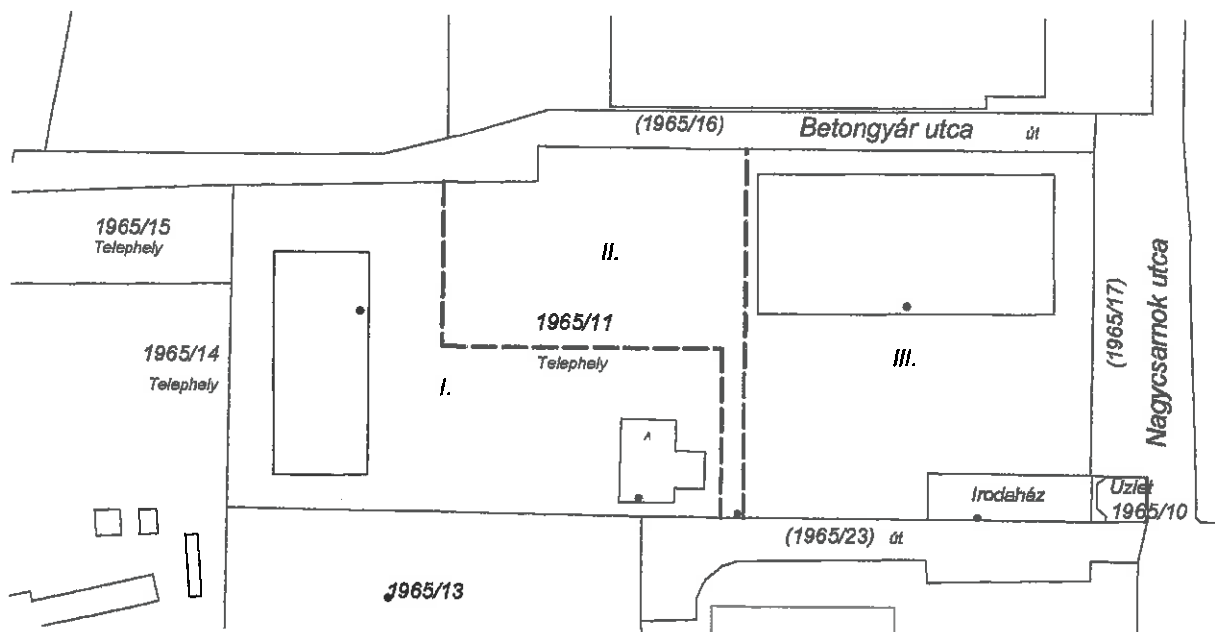 (1965/16)
Betongyár utca
út
1965/15
Telephely
II.
1965/11
Telephely
1965/14
Telephely
I.
III.
(1965/17)
Nagycsarnok utca
A
Irodaház
Üzlet
1965/10
(1965/23) út
1965/13